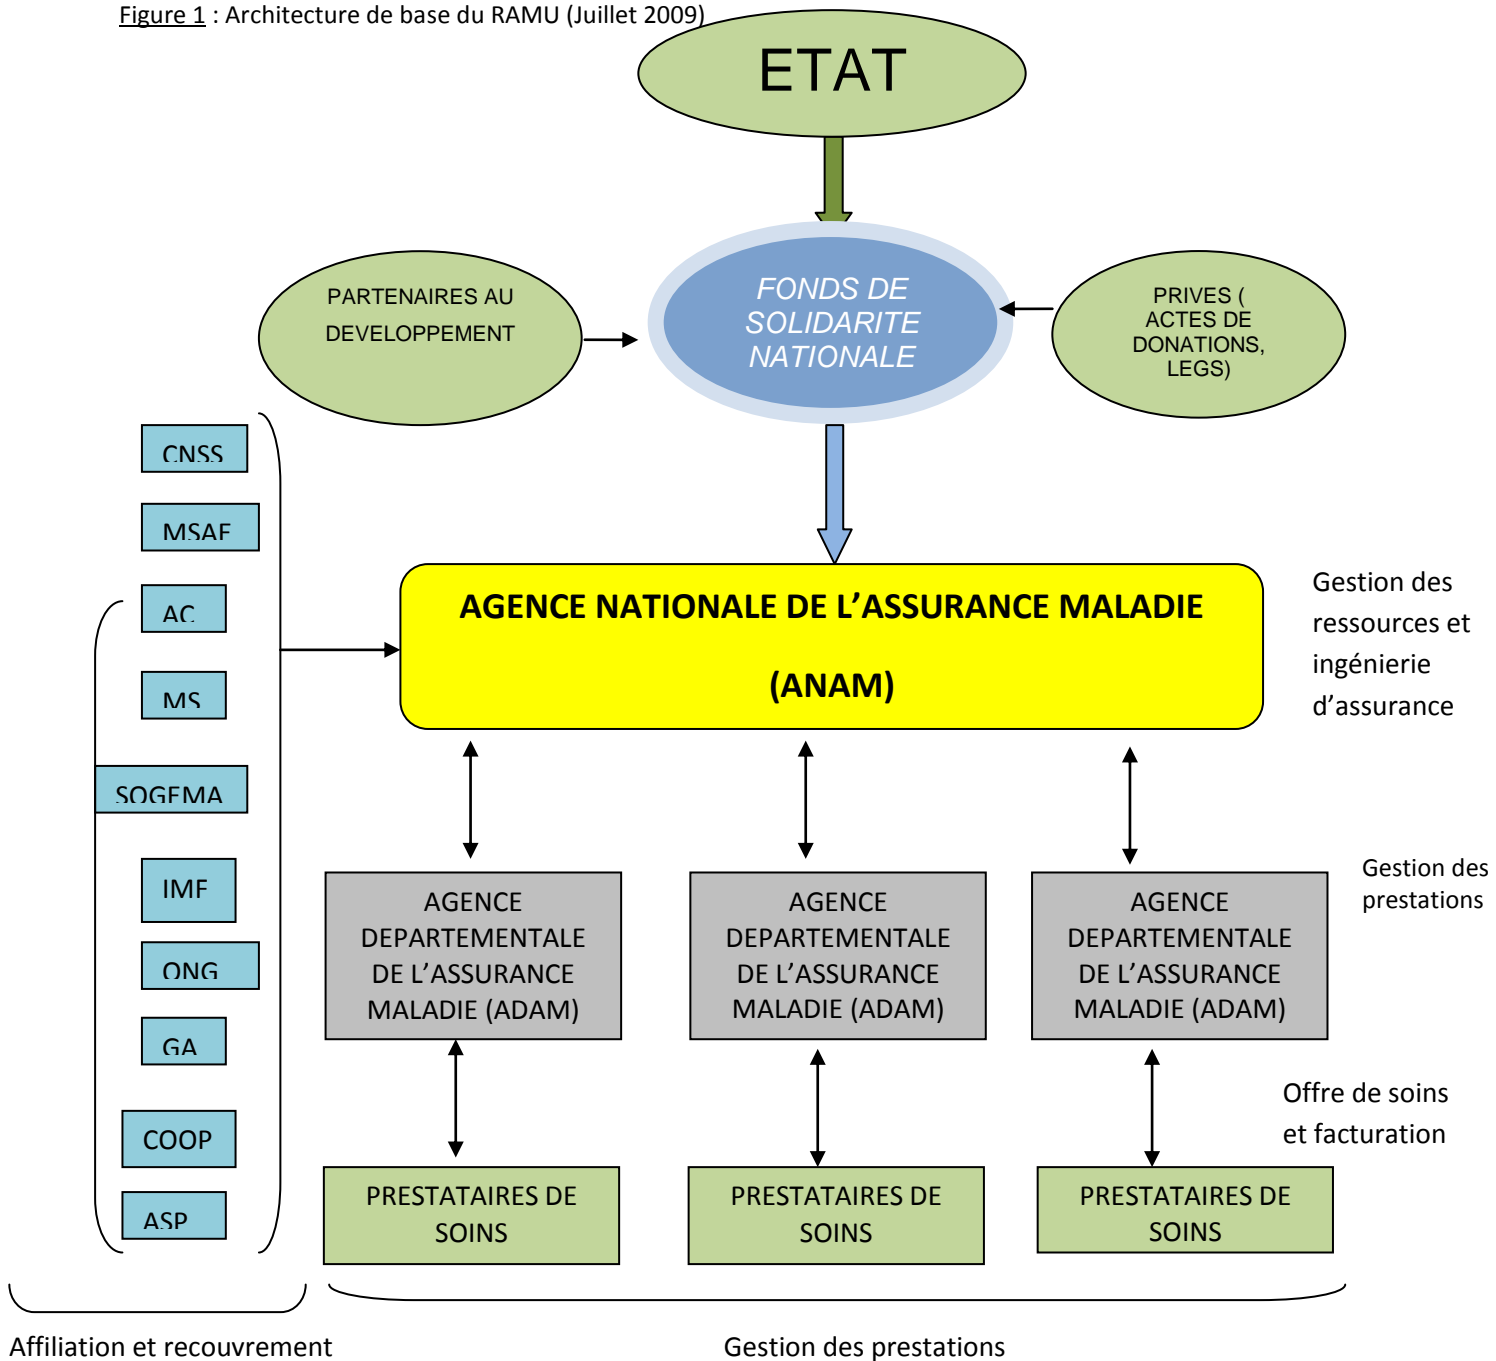 Figure 1 : Architecture de base du RAMU (Juillet 2009)
ETAT
PARTENAIRES AU
DEVELOPPEMENT
FONDS DE
SOLIDARITE
NATIONALE
PRIVES (
ACTES DE
DONATIONS,
LEGS)
CNSS
MSAE
AC
MS
SOGEMA
IMF
ONG
GA
COOP
ASP
AGENCE NATIONALE DE L’ASSURANCE MALADIE
(ANAM)
Gestion des
ressources et
ingénierie
d’assurance
AGENCE
DEPARTEMENTALE
DE L’ASSURANCE
MALADIE (ADAM)
AGENCE
DEPARTEMENTALE
DE L’ASSURANCE
MALADIE (ADAM)
AGENCE
DEPARTEMENTALE
DE L’ASSURANCE
MALADIE (ADAM)
Gestion des
prestations
Offre de soins
et facturation
PRESTATAIRES DE
SOINS
PRESTATAIRES DE
SOINS
PRESTATAIRES DE
SOINS
Affiliation et recouvrement
Gestion des prestations